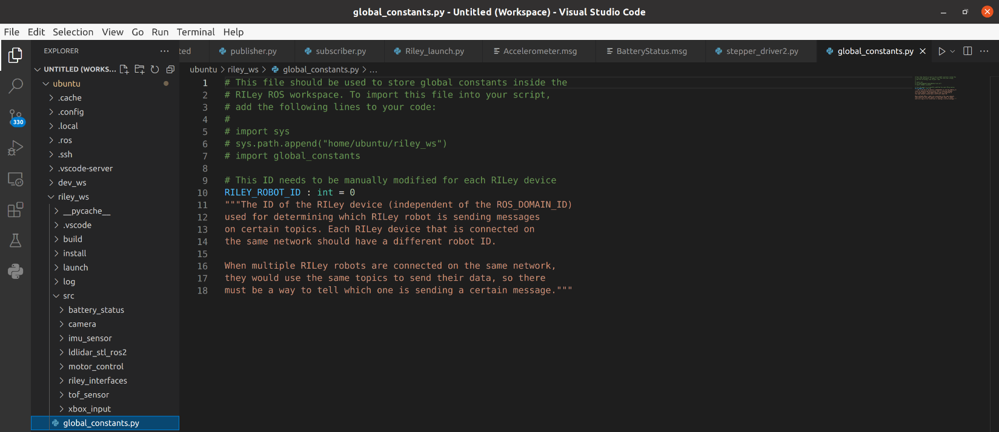 global_constants.py - Untitled (Workspace) - Visual Studio Code
File Edit Selection View Go Run Terminal Help
EXPLORER
ted publisher.py subscriber.py Riley_launch.py Accelerometer.msg BatteryStatus.msg stepper_driver2.py global_constants.py
UNTITLED (WORKS...
ubuntu > riley_ws > global_constants.py > ...
ubuntu
.cache
.config
.local
.ros
.ssh
.vscode-server
dev_ws
riley_ws
__pycache__
.vscode
build
install
launch
log
src
battery_status
camera
imu_sensor
ldlidar_stl_ros2
motor_control
riley_interfaces
tof_sensor
xbox_input
global_constants.py
330
1 # This file should be used to store global constants inside the
2 # RILey ROS workspace. To import this file into your script,
3 # add the following lines to your code:
4 #
5 # import sys
6 # sys.path.append("home/ubuntu/riley_ws")
7 # import global_constants
8
9 # This ID needs to be manually modified for each RILey device
10 RILEY_ROBOT_ID : int = 0
11 """The ID of the RILey device (independent of the ROS_DOMAIN_ID)
12 used for determining which RILey robot is sending messages
13 on certain topics. Each RILey device that is connected on
14 the same network should have a different robot ID.
15
16 When multiple RILey robots are connected on the same network,
17 they would use the same topics to send their data, so there
18 must be a way to tell which one is sending a certain message."""